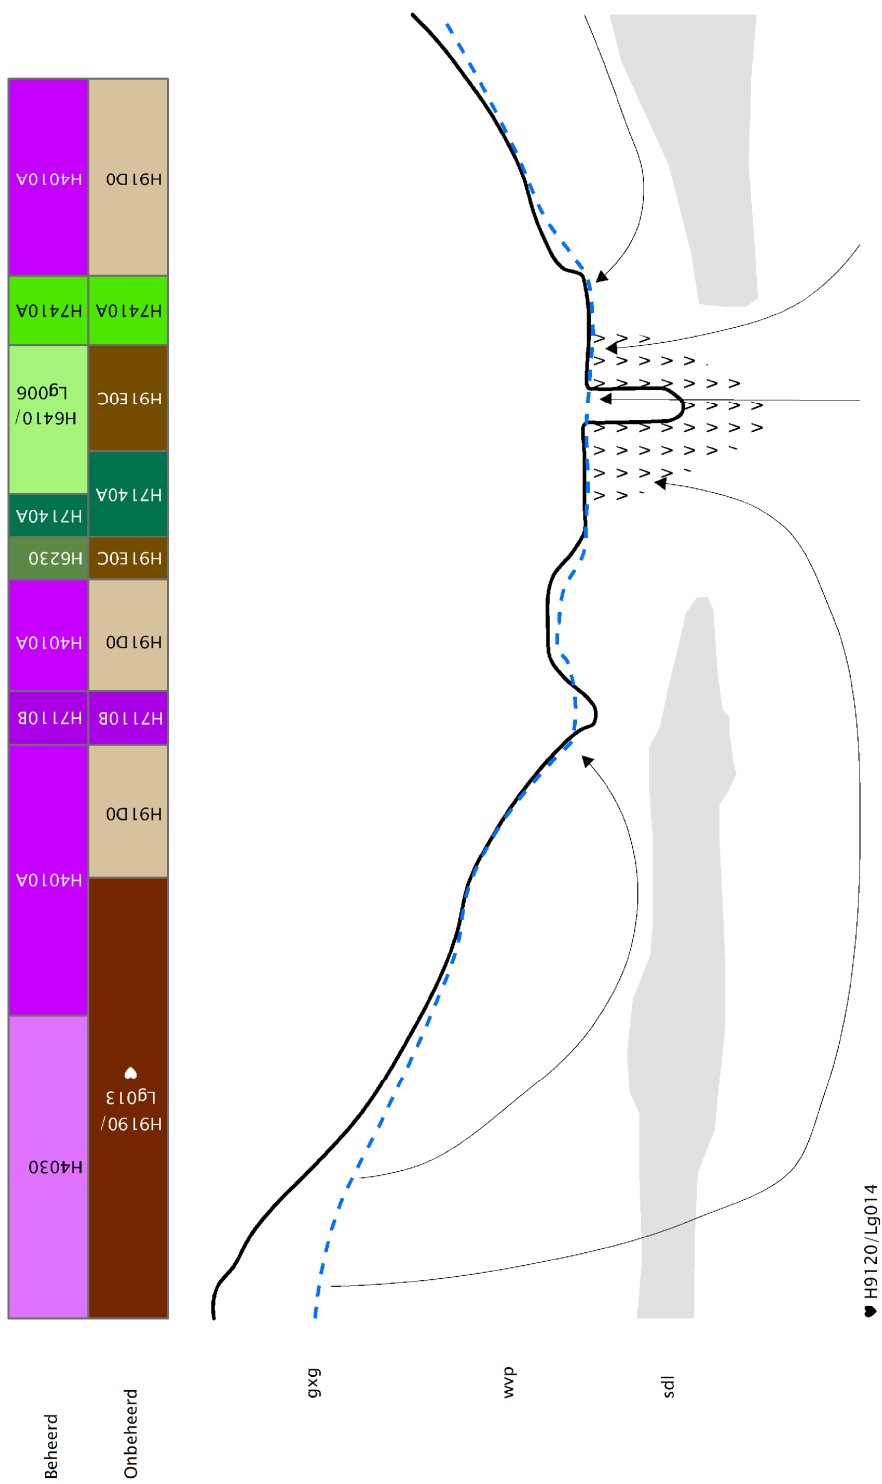 Beheerd
H4030
H4010A
H7110B
H4010A
H6230
H7140A
H6410/
Lg006
H7410A
H4010A
Onbeheerd
H9190/
Lg013
♥
H91D0
H7110B
H91D0
H91E0C
H7140A
H91E0C
H7410A
H91D0
gxg
wvp
sdl
♥ H9120/Lg014